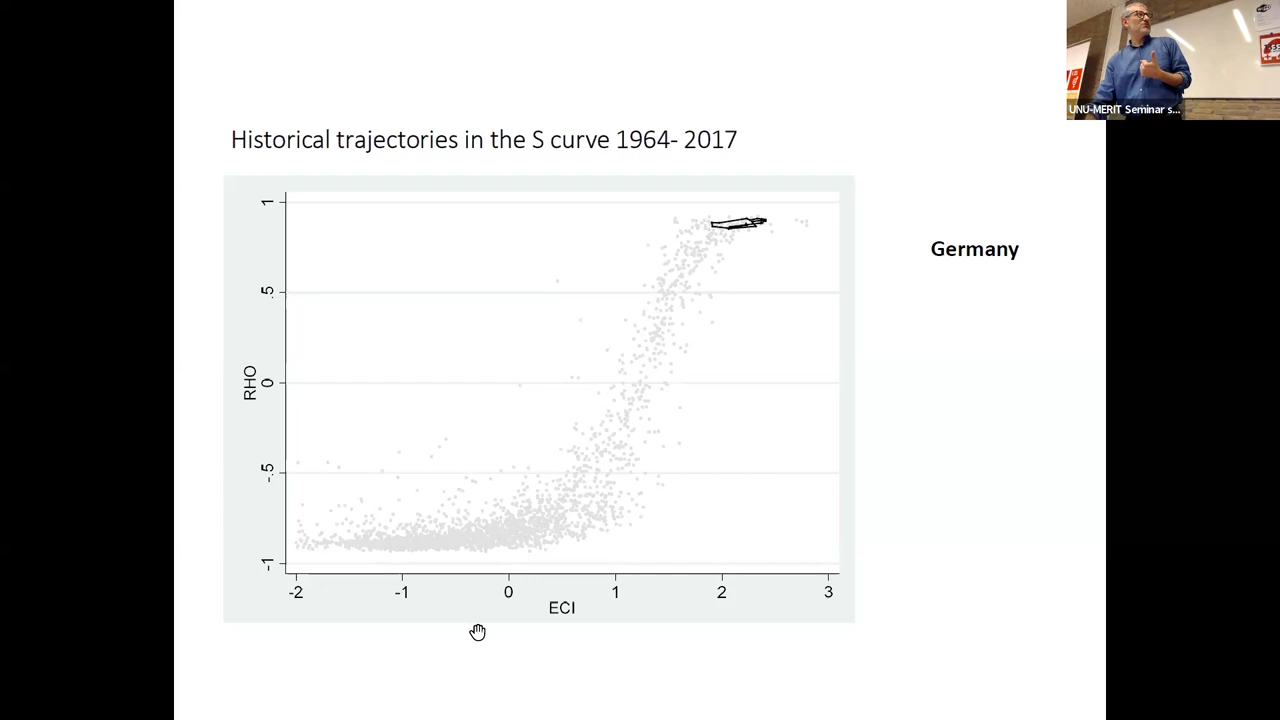 UNU-MERIT Seminar s...
Historical trajectories in the S curve 1964- 2017
Germany
RHO
1
.5
0
-.5
-1
-2
-1
0
1
2
3
ECI